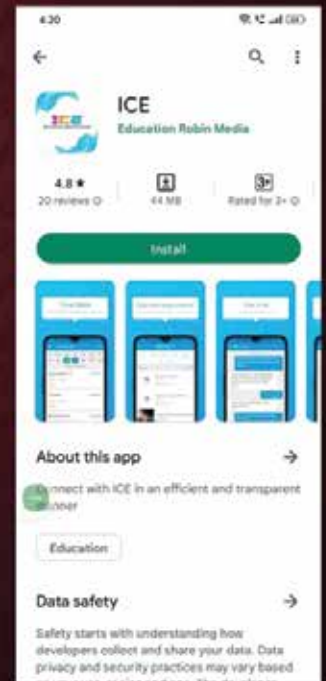 4:20
ICE
Education Robin Media
4.8 ★
20 reviews
44 MB
3+
Rated for 3+
Install
About this app
Connect with ICE in an efficient and transparent
manner
Education
Data safety
Safety starts with understanding how
developers collect and share your data. Data
privacy and security practices may vary based